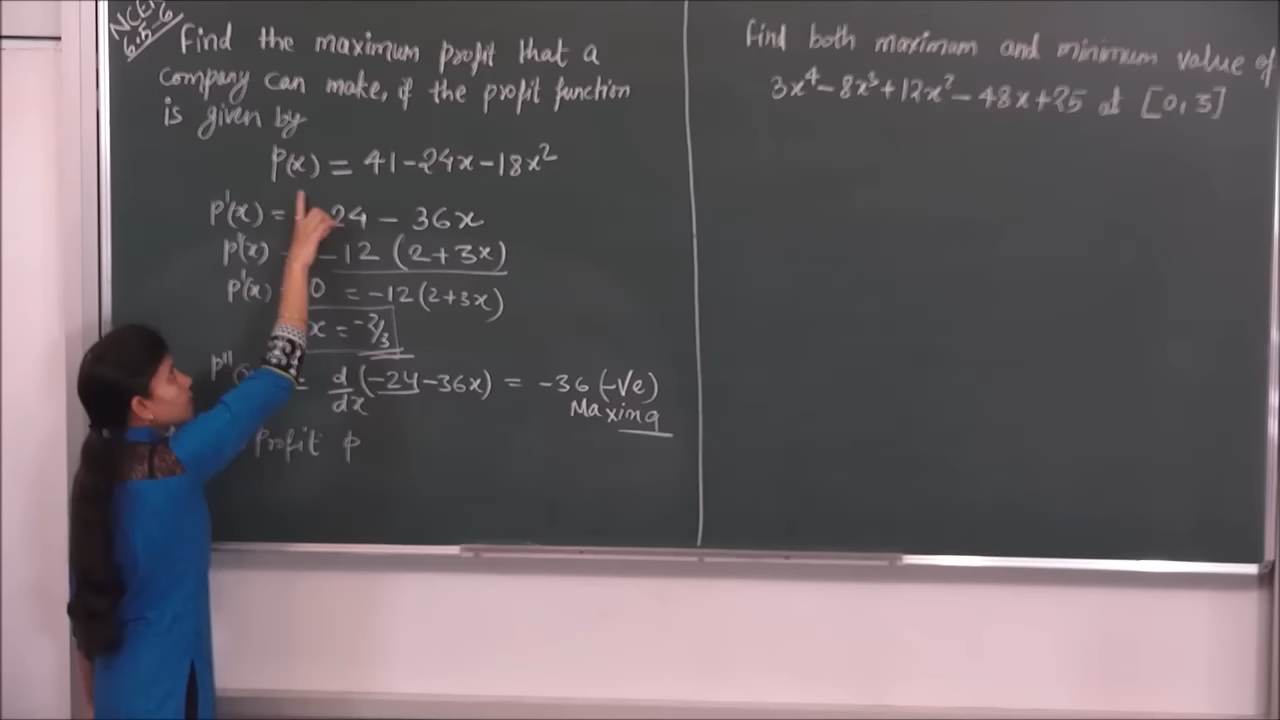 NCER
6.5-6
Find the maximum profit that a
company can make, if the profit function
is given by
P(x) = 41-24x-18x²
p'(x) = 24 - 36x
p'(x) -12 (2+3x)
p'(x) 0 = -12(2+3x)
x = -2/3
p'' = d/dx (-24-36x) = -36 (-Ve)
Maxing
Profit p
Find both maximum and minimum value of
3x⁴-8x³+12x²-48x+25 at [0,3]